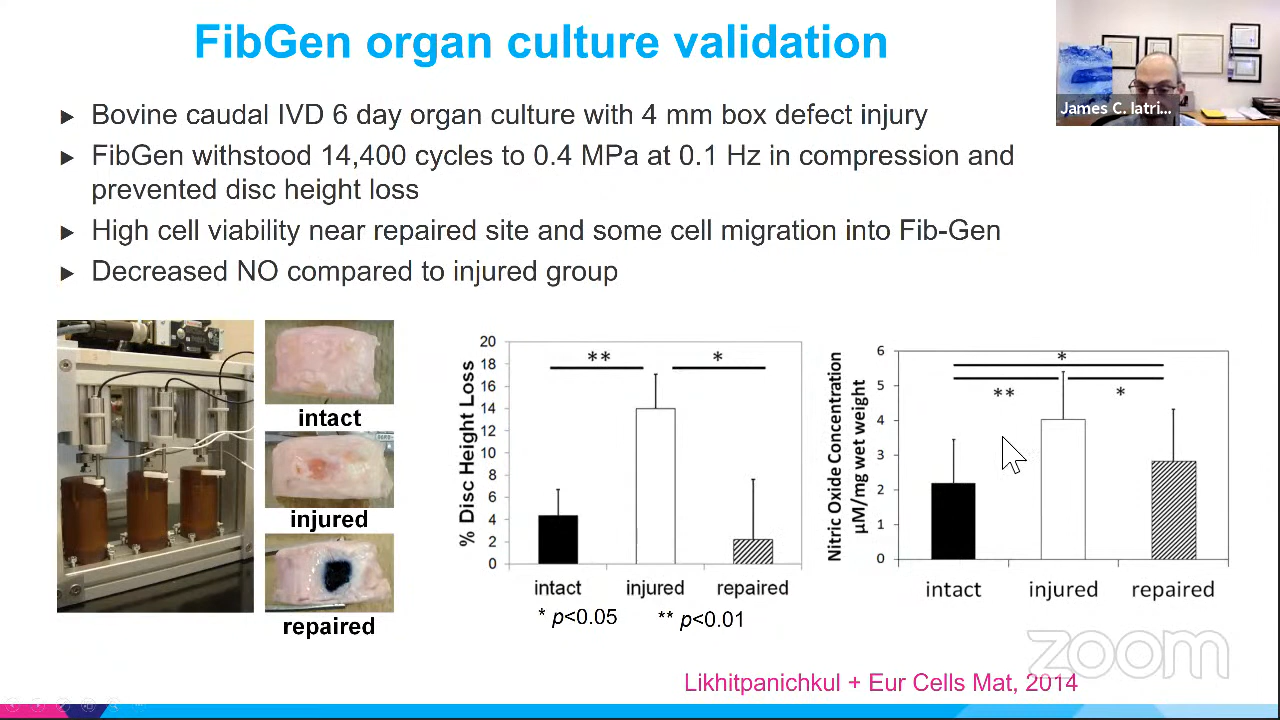 FibGen organ culture validation
James C. Iatri...
Bovine caudal IVD 6 day organ culture with 4 mm box defect injury
FibGen withstood 14,400 cycles to 0.4 MPa at 0.1 Hz in compression and
prevented disc height loss
High cell viability near repaired site and some cell migration into Fib-Gen
Decreased NO compared to injured group
intact
injured
repaired
% Disc Height Loss
20
18
16
14
12
10
8
6
4
2
0
** *
intact injured repaired
* p<0.05 ** p<0.01
Nitric Oxide Concentration
µM/mg wet weight
6
5
4
3
2
1
0
*
** *
intact injured repaired
zoom
Likhitpanichkul + Eur Cells Mat, 2014